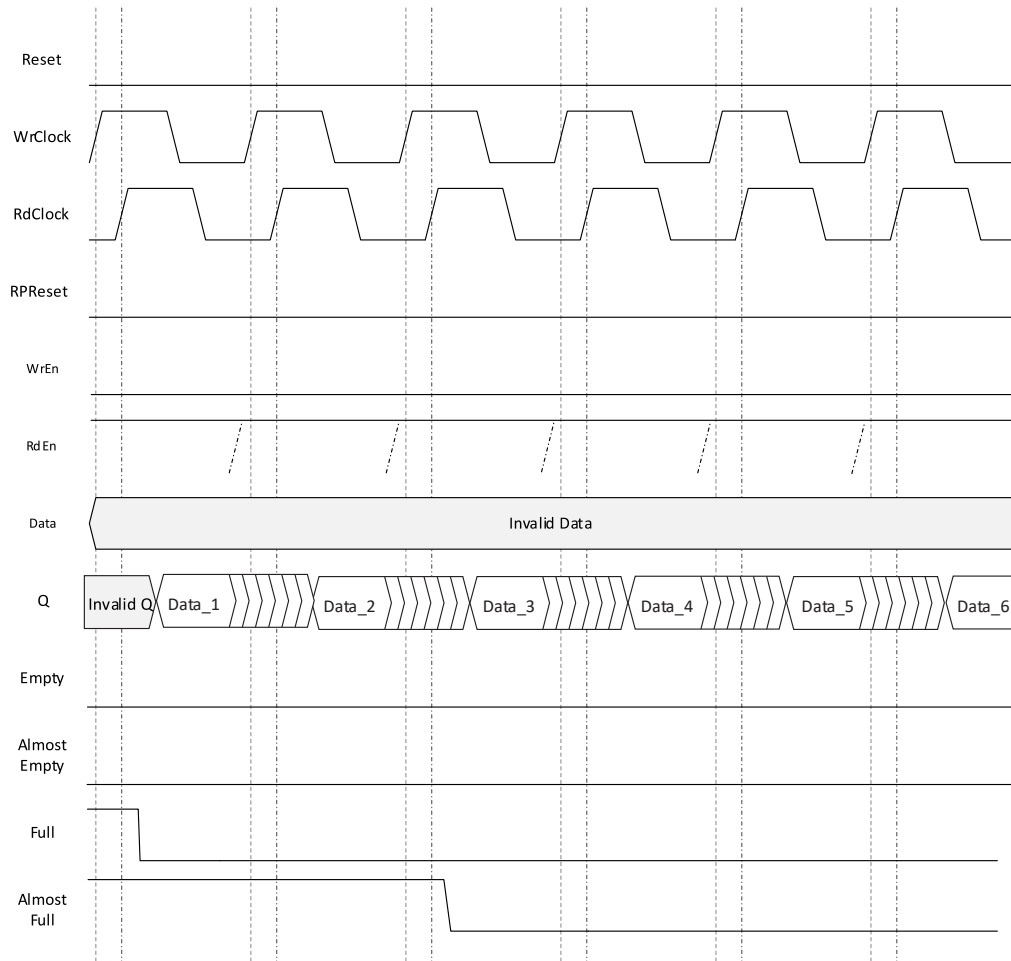 Reset
WrClock
RdClock
RPReset
WrEn
RdEn
Data
Invalid Data
Q
Invalid Q
Data_1
Data_2
Data_3
Data_4
Data_5
Data_6
Empty
Almost
Empty
Full
Almost
Full